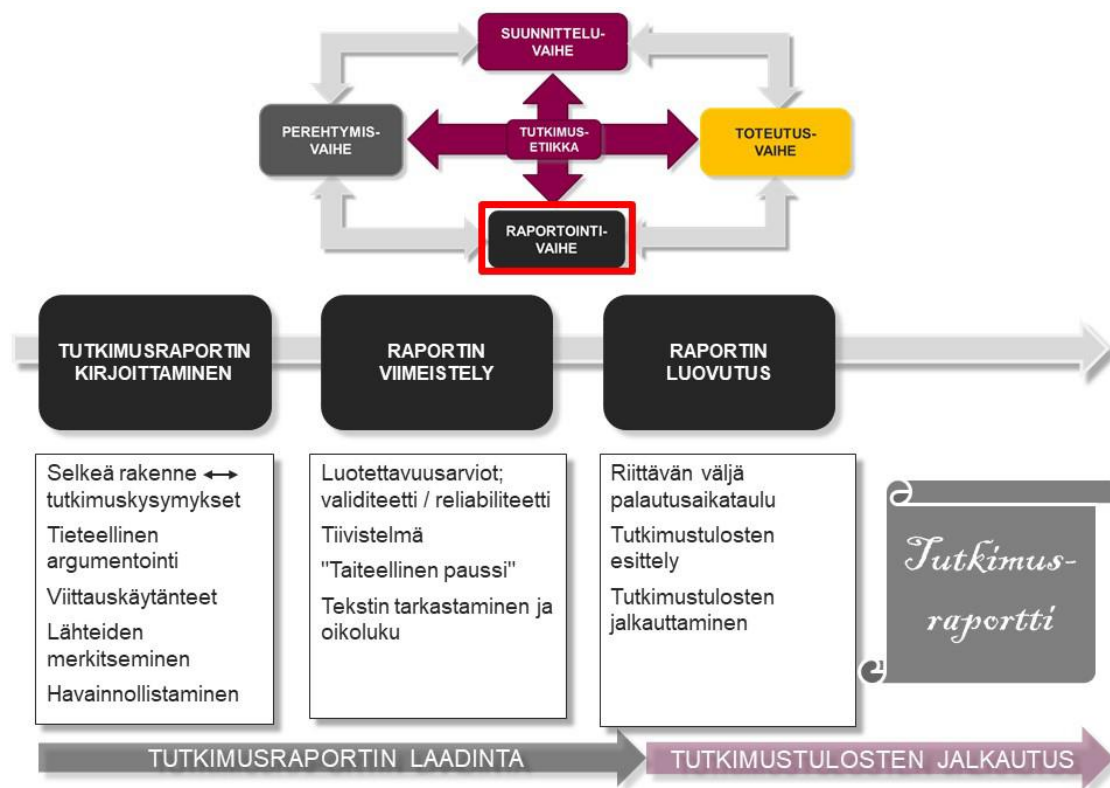 SUUNNITTELU-
VAIHE
PEREHTYMIS-
VAIHE
TUTKIMUS-
ETIIKKA
TOTEUTUS-
VAIHE
RAPORTOINTI-
VAIHE
TUTKIMUSRAPORTIN
KIRJOITTAMINEN
RAPORTIN
VIIMEISTELY
RAPORTIN
LUOVUTUS
Selkeä rakenne ↔
tutkimuskysymykset
Tieteellinen
argumentointi
Viittauskäytänteet
Lähteiden
merkitseminen
Havainnollistaminen
Luotettavuusarviot;
validiteetti / reliabiliteetti
Tiivistelmä
"Taiteellinen paussi"
Tekstin tarkastaminen ja
oikoluku
Riittävän väljä
palautusaikataulu
Tutkimustulosten
esittely
Tutkimustulosten
jalkauttaminen
Tutkimus-
raportti
TUTKIMUSRAPORTIN LAADINTA
TUTKIMUSTULOSTEN JALKAUTUS